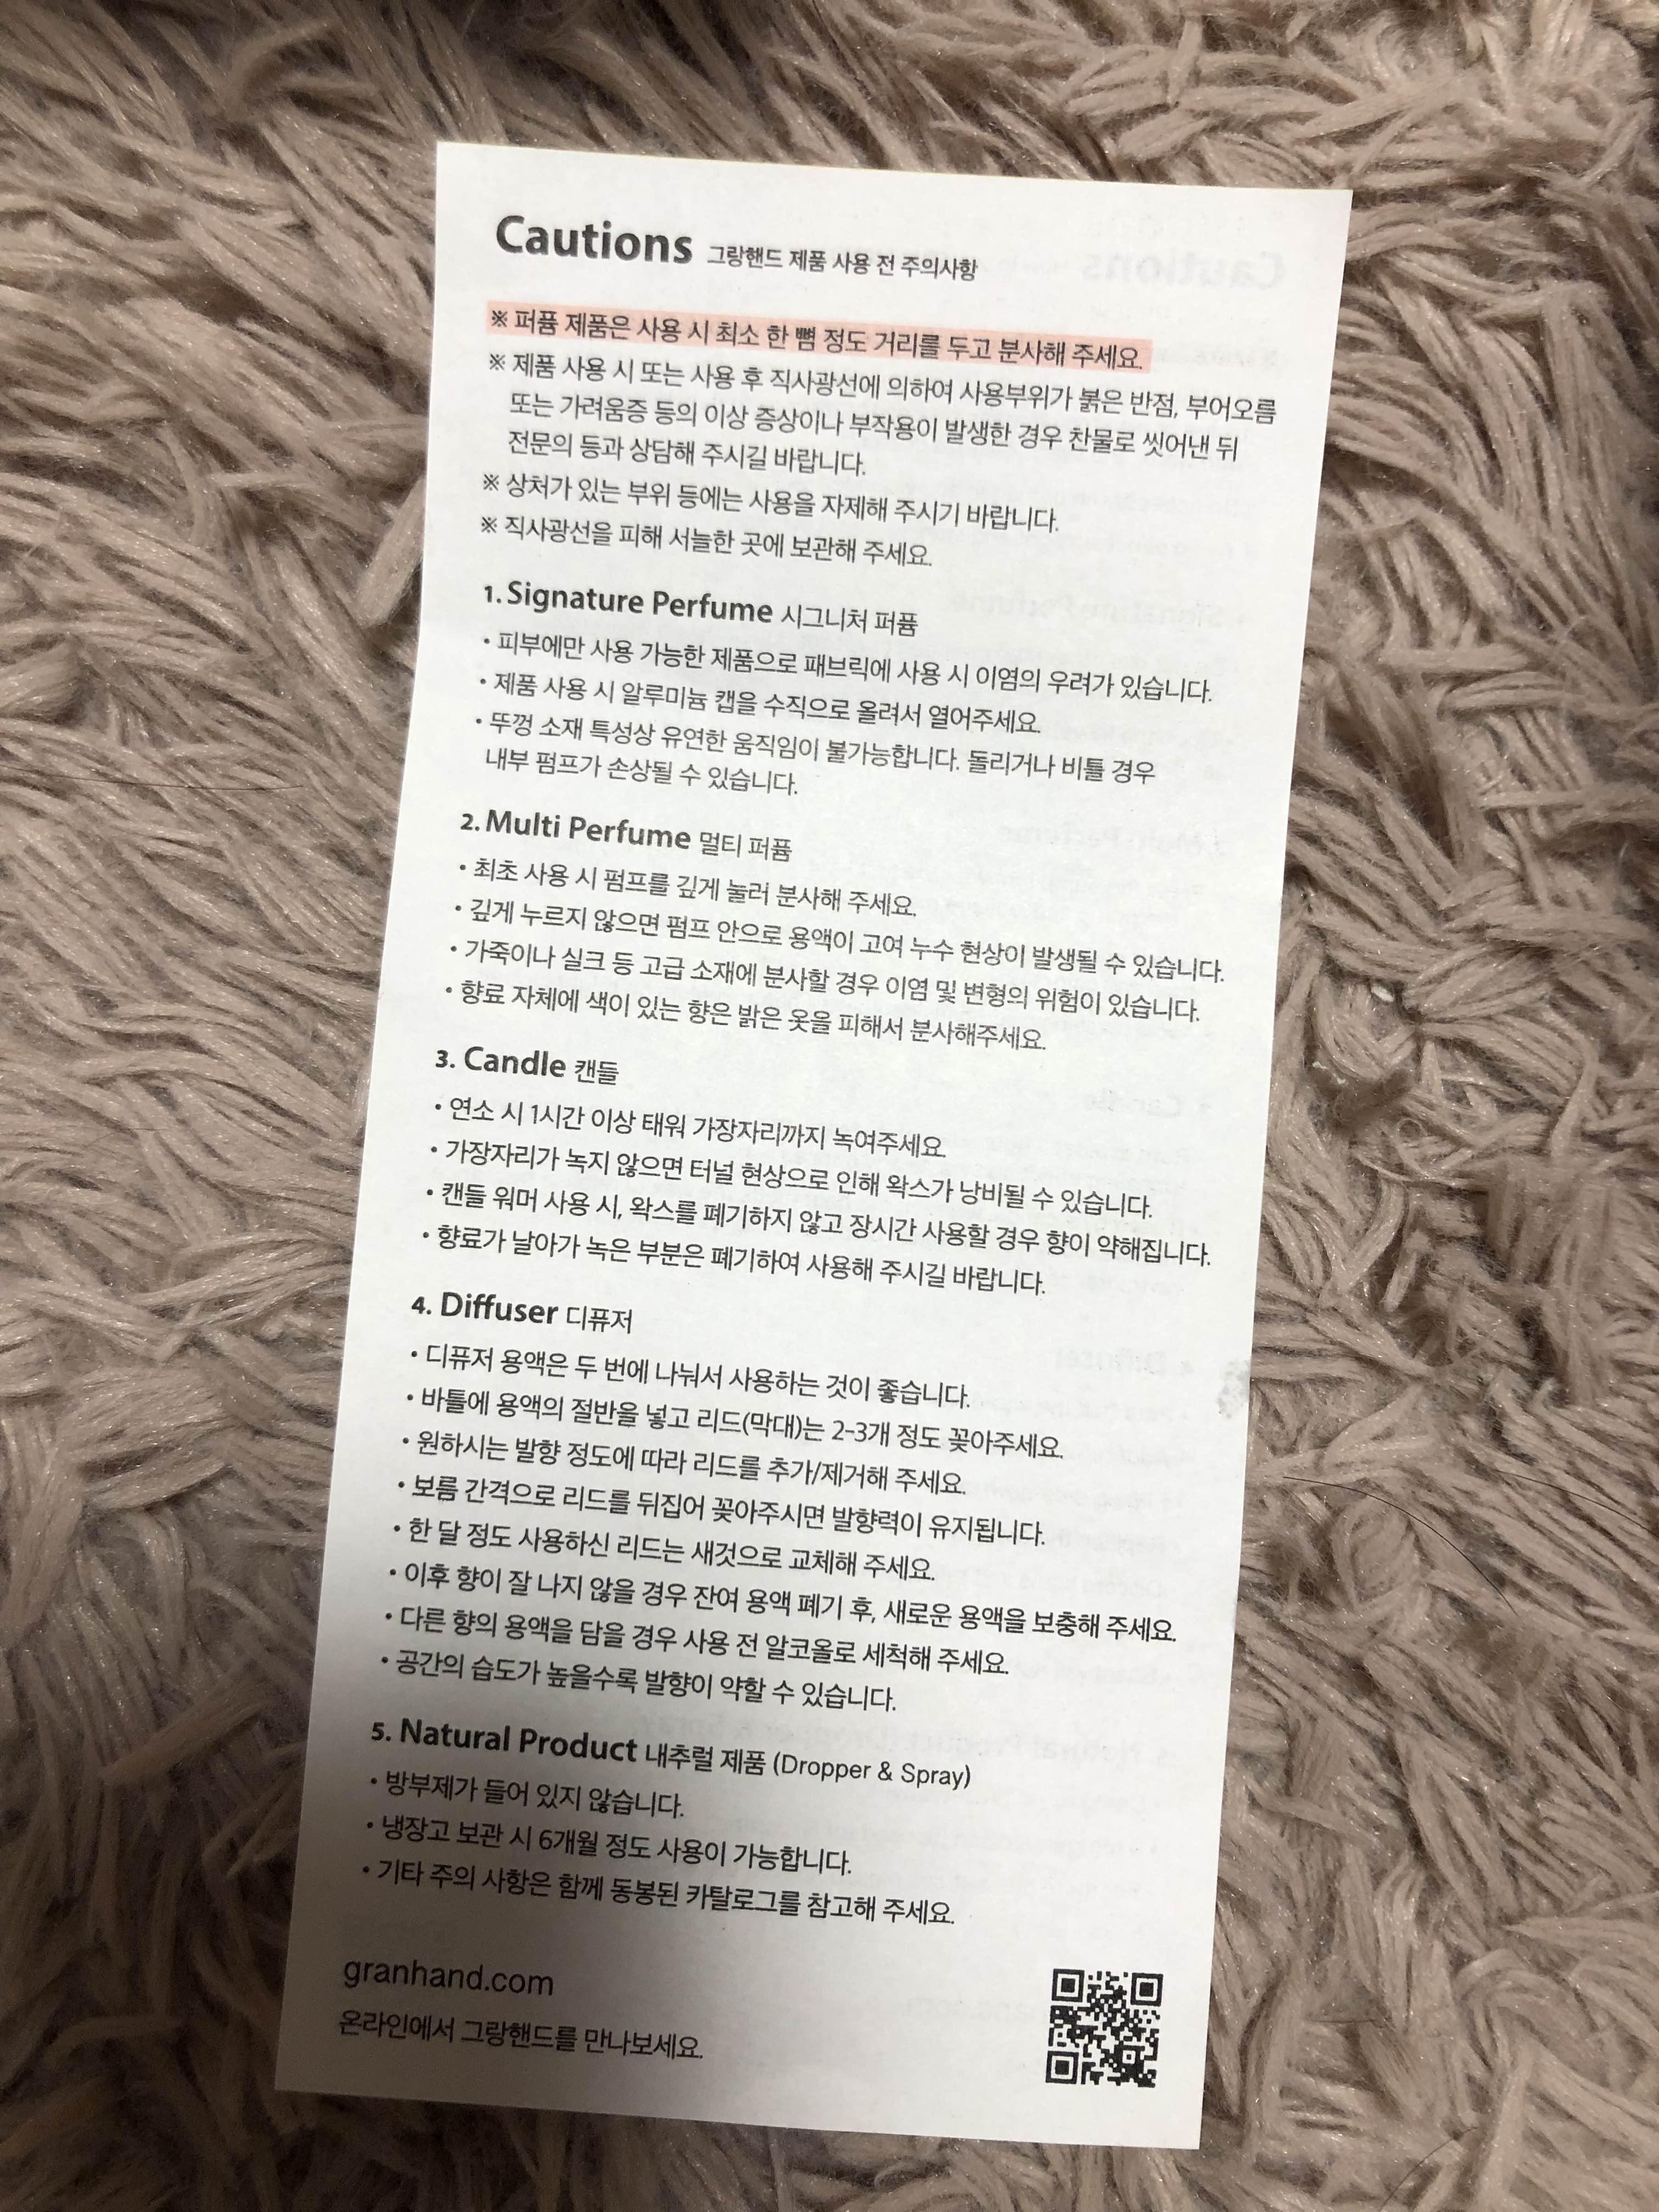 Cautions 그랑핸드 제품 사용 전 주의사항
※ 퍼퓸 제품은 사용 시 최소 한 뼘 정도 거리를 두고 분사해 주세요.
※ 제품 사용 시 또는 사용 후 직사광선에 의하여 사용부위가 붉은 반점, 부어오름
또는 가려움증 등의 이상 증상이나 부작용이 발생한 경우 찬물로 씻어낸 뒤
전문의 등과 상담해 주시길 바랍니다.
※ 상처가 있는 부위 등에는 사용을 자제해 주시기 바랍니다.
※ 직사광선을 피해 서늘한 곳에 보관해 주세요.
1. Signature Perfume 시그니처 퍼퓸
• 피부에만 사용 가능한 제품으로 패브릭에 사용 시 이염의 우려가 있습니다.
• 제품 사용 시 알루미늄 캡을 수직으로 올려서 열어주세요.
• 뚜껑 소재 특성상 유연한 움직임이 불가능합니다. 돌리거나 비틀 경우
내부 펌프가 손상될 수 있습니다.
2. Multi Perfume 멀티 퍼퓸
• 최초 사용 시 펌프를 깊게 눌러 분사해 주세요.
• 깊게 누르지 않으면 펌프 안으로 용액이 고여 누수 현상이 발생될 수 있습니다.
• 가죽이나 실크 등 고급 소재에 분사할 경우 이염 및 변형의 위험이 있습니다.
• 향료 자체에 색이 있는 향은 밝은 옷을 피해서 분사해주세요.
3. Candle 캔들
• 연소 시 1시간 이상 태워 가장자리까지 녹여주세요.
• 가장자리가 녹지 않으면 터널 현상으로 인해 왁스가 낭비될 수 있습니다.
• 캔들 워머 사용 시, 왁스를 폐기하지 않고 장시간 사용할 경우 향이 약해집니다.
• 향료가 날아가 녹은 부분은 폐기하여 사용해 주시길 바랍니다.
4. Diffuser 디퓨저
• 디퓨저 용액은 두 번에 나눠서 사용하는 것이 좋습니다.
• 바틀에 용액의 절반을 넣고 리드(막대)는 2-3개 정도 꽂아주세요.
• 원하시는 발향 정도에 따라 리드를 추가/제거해 주세요.
• 보름 간격으로 리드를 뒤집어 꽂아주시면 발향력이 유지됩니다.
• 한 달 정도 사용하신 리드는 새것으로 교체해 주세요.
• 이후 향이 잘 나지 않을 경우 잔여 용액 폐기 후, 새로운 용액을 보충해 주세요.
• 다른 향의 용액을 담을 경우 사용 전 알코올로 세척해 주세요.
• 공간의 습도가 높을수록 발향이 약할 수 있습니다.
5. Natural Product 내추럴 제품 (Dropper & Spray)
• 방부제가 들어 있지 않습니다.
• 냉장고 보관 시 6개월 정도 사용이 가능합니다.
• 기타 주의 사항은 함께 동봉된 카탈로그를 참고해 주세요.
granhand.com
온라인에서 그랑핸드를 만나보세요.